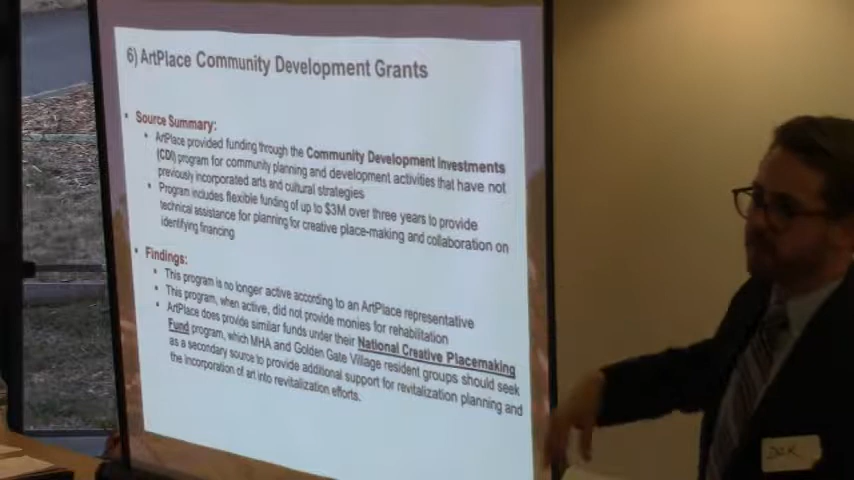 6) ArtPlace Community Development Grants
• Source Summary:
• ArtPlace provided funding through the Community Development Investments
(CDI) program for community planning and development activities that have not
previously incorporated arts and cultural strategies
• Program includes flexible funding of up to $3M over three years to provide
technical assistance for planning for creative place-making and collaboration on
identifying financing
• Findings:
• This program is no longer active according to an ArtPlace representative
• This program, when active, did not provide monies for rehabilitation
• ArtPlace does provide similar funds under their National Creative Placemaking
Fund program, which MHA and Golden Gate Village resident groups should seek
as a secondary source to provide additional support for revitalization planning and
the incorporation of art into revitalization efforts.